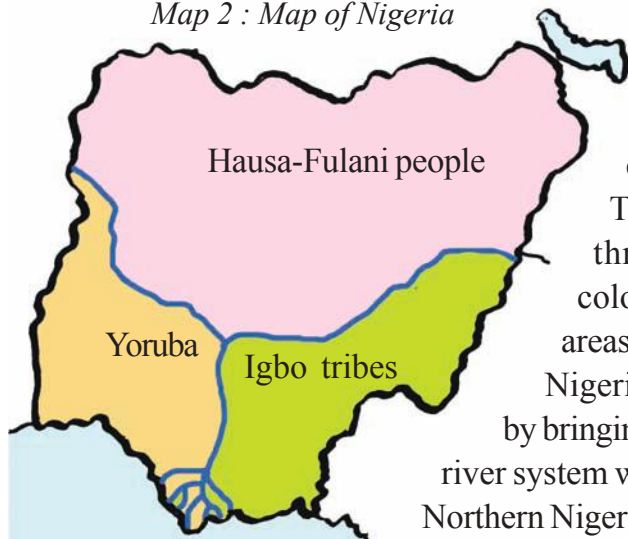 Map 2 : Map of Nigeria
Hausa-Fulani people
Yoruba
Igbo tribes
thr
colo
areas
Nigeri
by bringin
river system w
Northern Niger